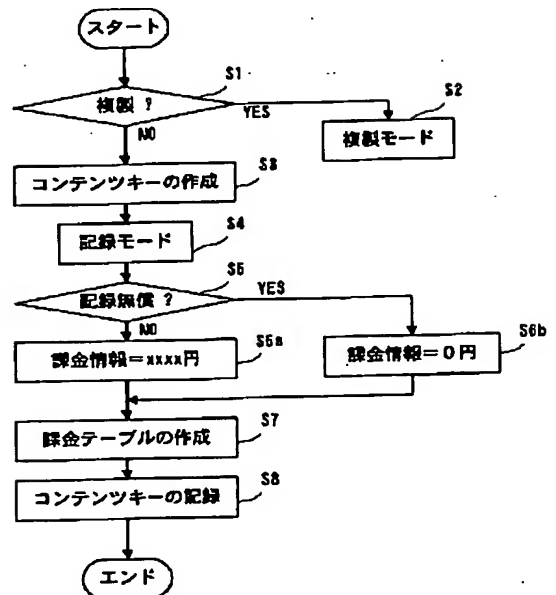 スタート
S1
複製 ?
YES
S2
複製モード
NO
S3
コンテンツキーの作成
S4
記録モード
S5
記録無償 ?
YES
NO
S6a
課金情報=xxxx円
S6b
課金情報=0円
S7
課金テーブルの作成
S8
コンテンツキーの記録
エンド